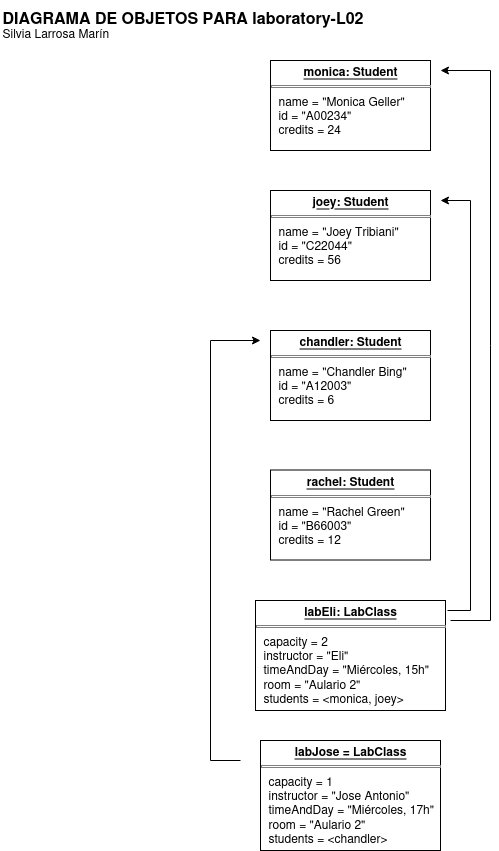 DIAGRAMA DE OBJETOS PARA laboratory-L02
Silvia Larrosa Marín
monica: Student
name = "Monica Geller"
id = "A00234"
credits = 24
joey: Student
name = "Joey Tribiani"
id = "C22044"
credits = 56
chandler: Student
name = "Chandler Bing"
id = "A12003"
credits = 6
rachel: Student
name = "Rachel Green"
id = "B66003"
credits = 12
labEli: LabClass
capacity = 2
instructor = "Eli"
timeAndDay = "Miércoles, 15h"
room = "Aulario 2"
students = <monica, joey>
labJose = LabClass
capacity = 1
instructor = "Jose Antonio"
timeAndDay = "Miércoles, 17h"
room = "Aulario 2"
students = <chandler>